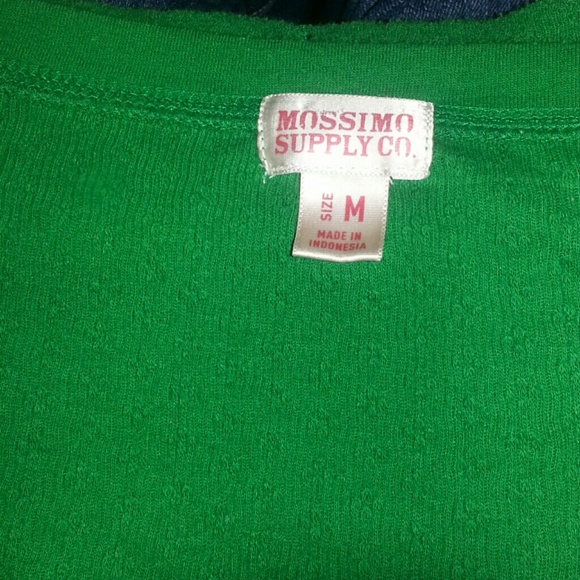 MOSSIMO
SUPPLY CO.
SIZE M
MADE IN
INDONESIA